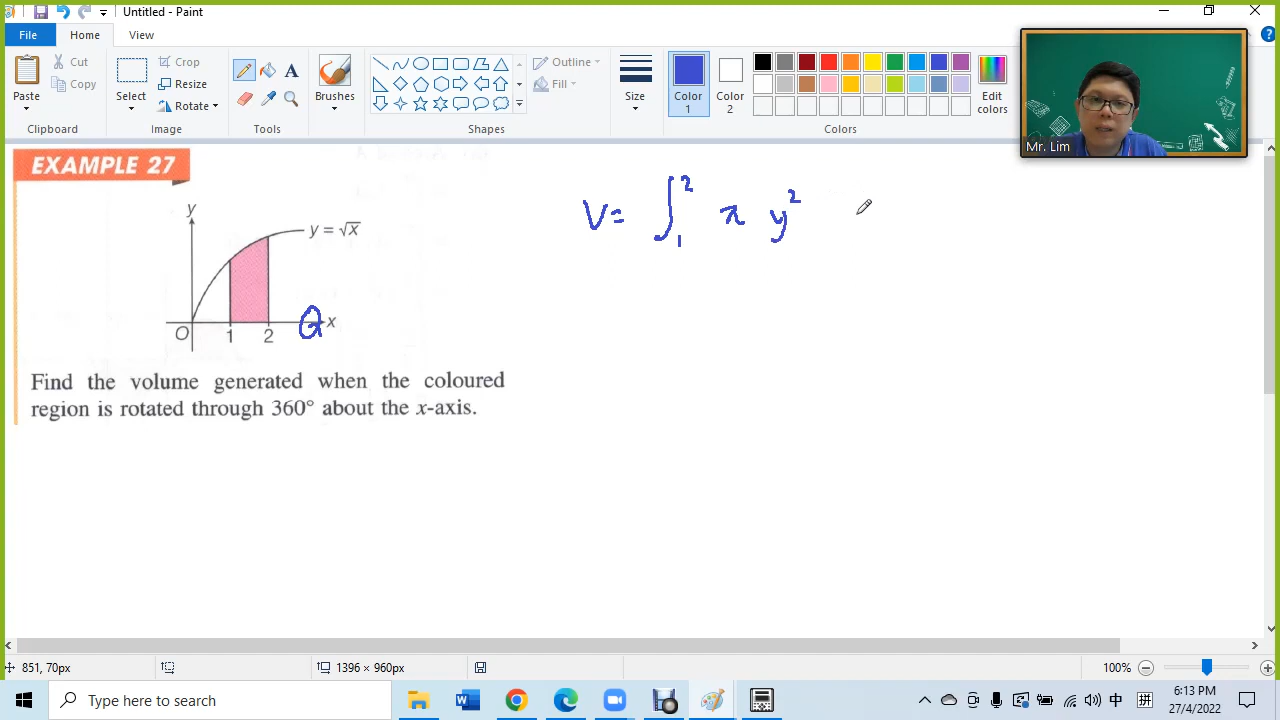 Untitled - Paint
File Home View
Paste Cut Copy
Clipboard
Select Crop Resize Rotate
Image
A
Tools
Brushes
Outline Fill
Shapes
Size
Color 1
Color 2
Edit colors
Colors
Mr. Lim
EXAMPLE 27
y
y = √x
O 1 2 x
Find the volume generated when the coloured
region is rotated through 360° about the x-axis.
V= ∫₁² π y²
851, 70px
1396 × 960px
100%
Type here to search
中 拼
6:13 PM
27/4/2022